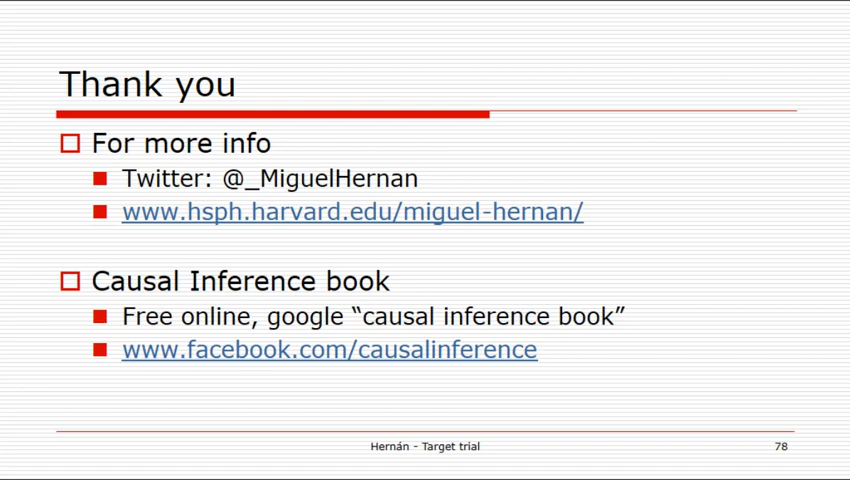 Thank you
For more info
Twitter: @_MiguelHernan
www.hsph.harvard.edu/miguel-hernan/
Causal Inference book
Free online, google “causal inference book”
www.facebook.com/causalinference
Hernán - Target trial
78